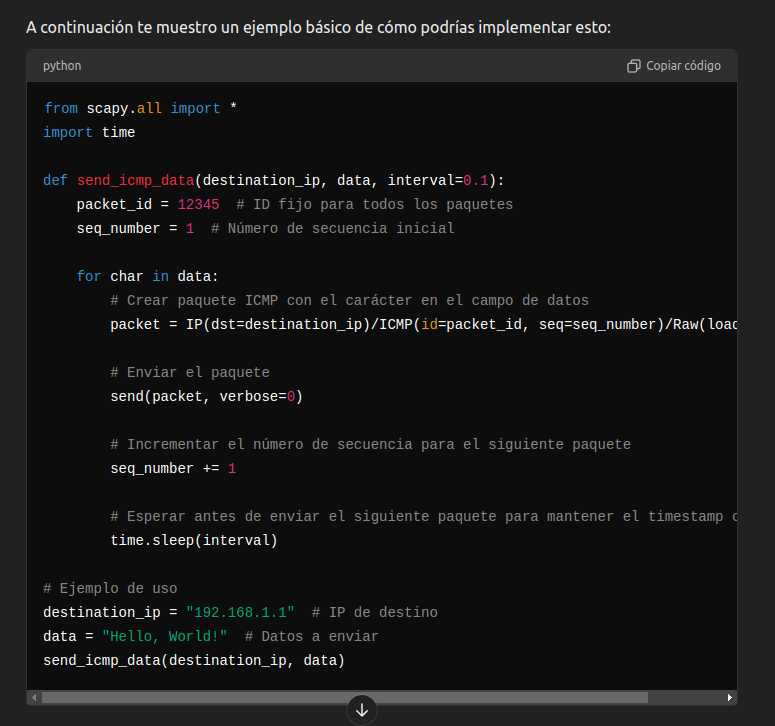 A continuación te muestro un ejemplo básico de cómo podrías implementar esto:
python
Copiar código
from scapy.all import *
import time

def send_icmp_data(destination_ip, data, interval=0.1):
    packet_id = 12345  # ID fijo para todos los paquetes
    seq_number = 1  # Número de secuencia inicial

    for char in data:
        # Crear paquete ICMP con el carácter en el campo de datos
        packet = IP(dst=destination_ip)/ICMP(id=packet_id, seq=seq_number)/Raw(load

        # Enviar el paquete
        send(packet, verbose=0)

        # Incrementar el número de secuencia para el siguiente paquete
        seq_number += 1

        # Esperar antes de enviar el siguiente paquete para mantener el timestamp
        time.sleep(interval)

# Ejemplo de uso
destination_ip = "192.168.1.1"  # IP de destino
data = "Hello, World!"  # Datos a enviar
send_icmp_data(destination_ip, data)